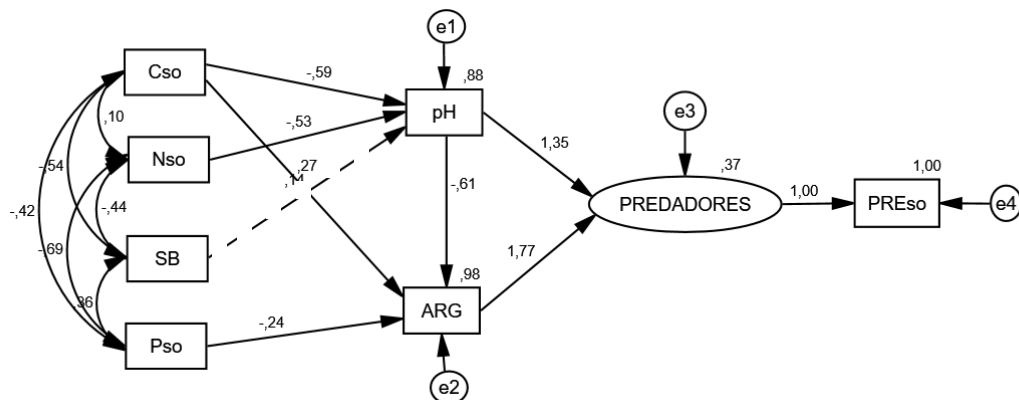 e1
Cso
-,59
,88
pH
,10
-,53
Nso
e3
1,35
,37
1,00
-,54
,27
-,61
PREDADORES
1,00
PREso
e4
-,42
-,44
-,69
SB
1,77
,98
,36
ARG
-,24
Pso
e2